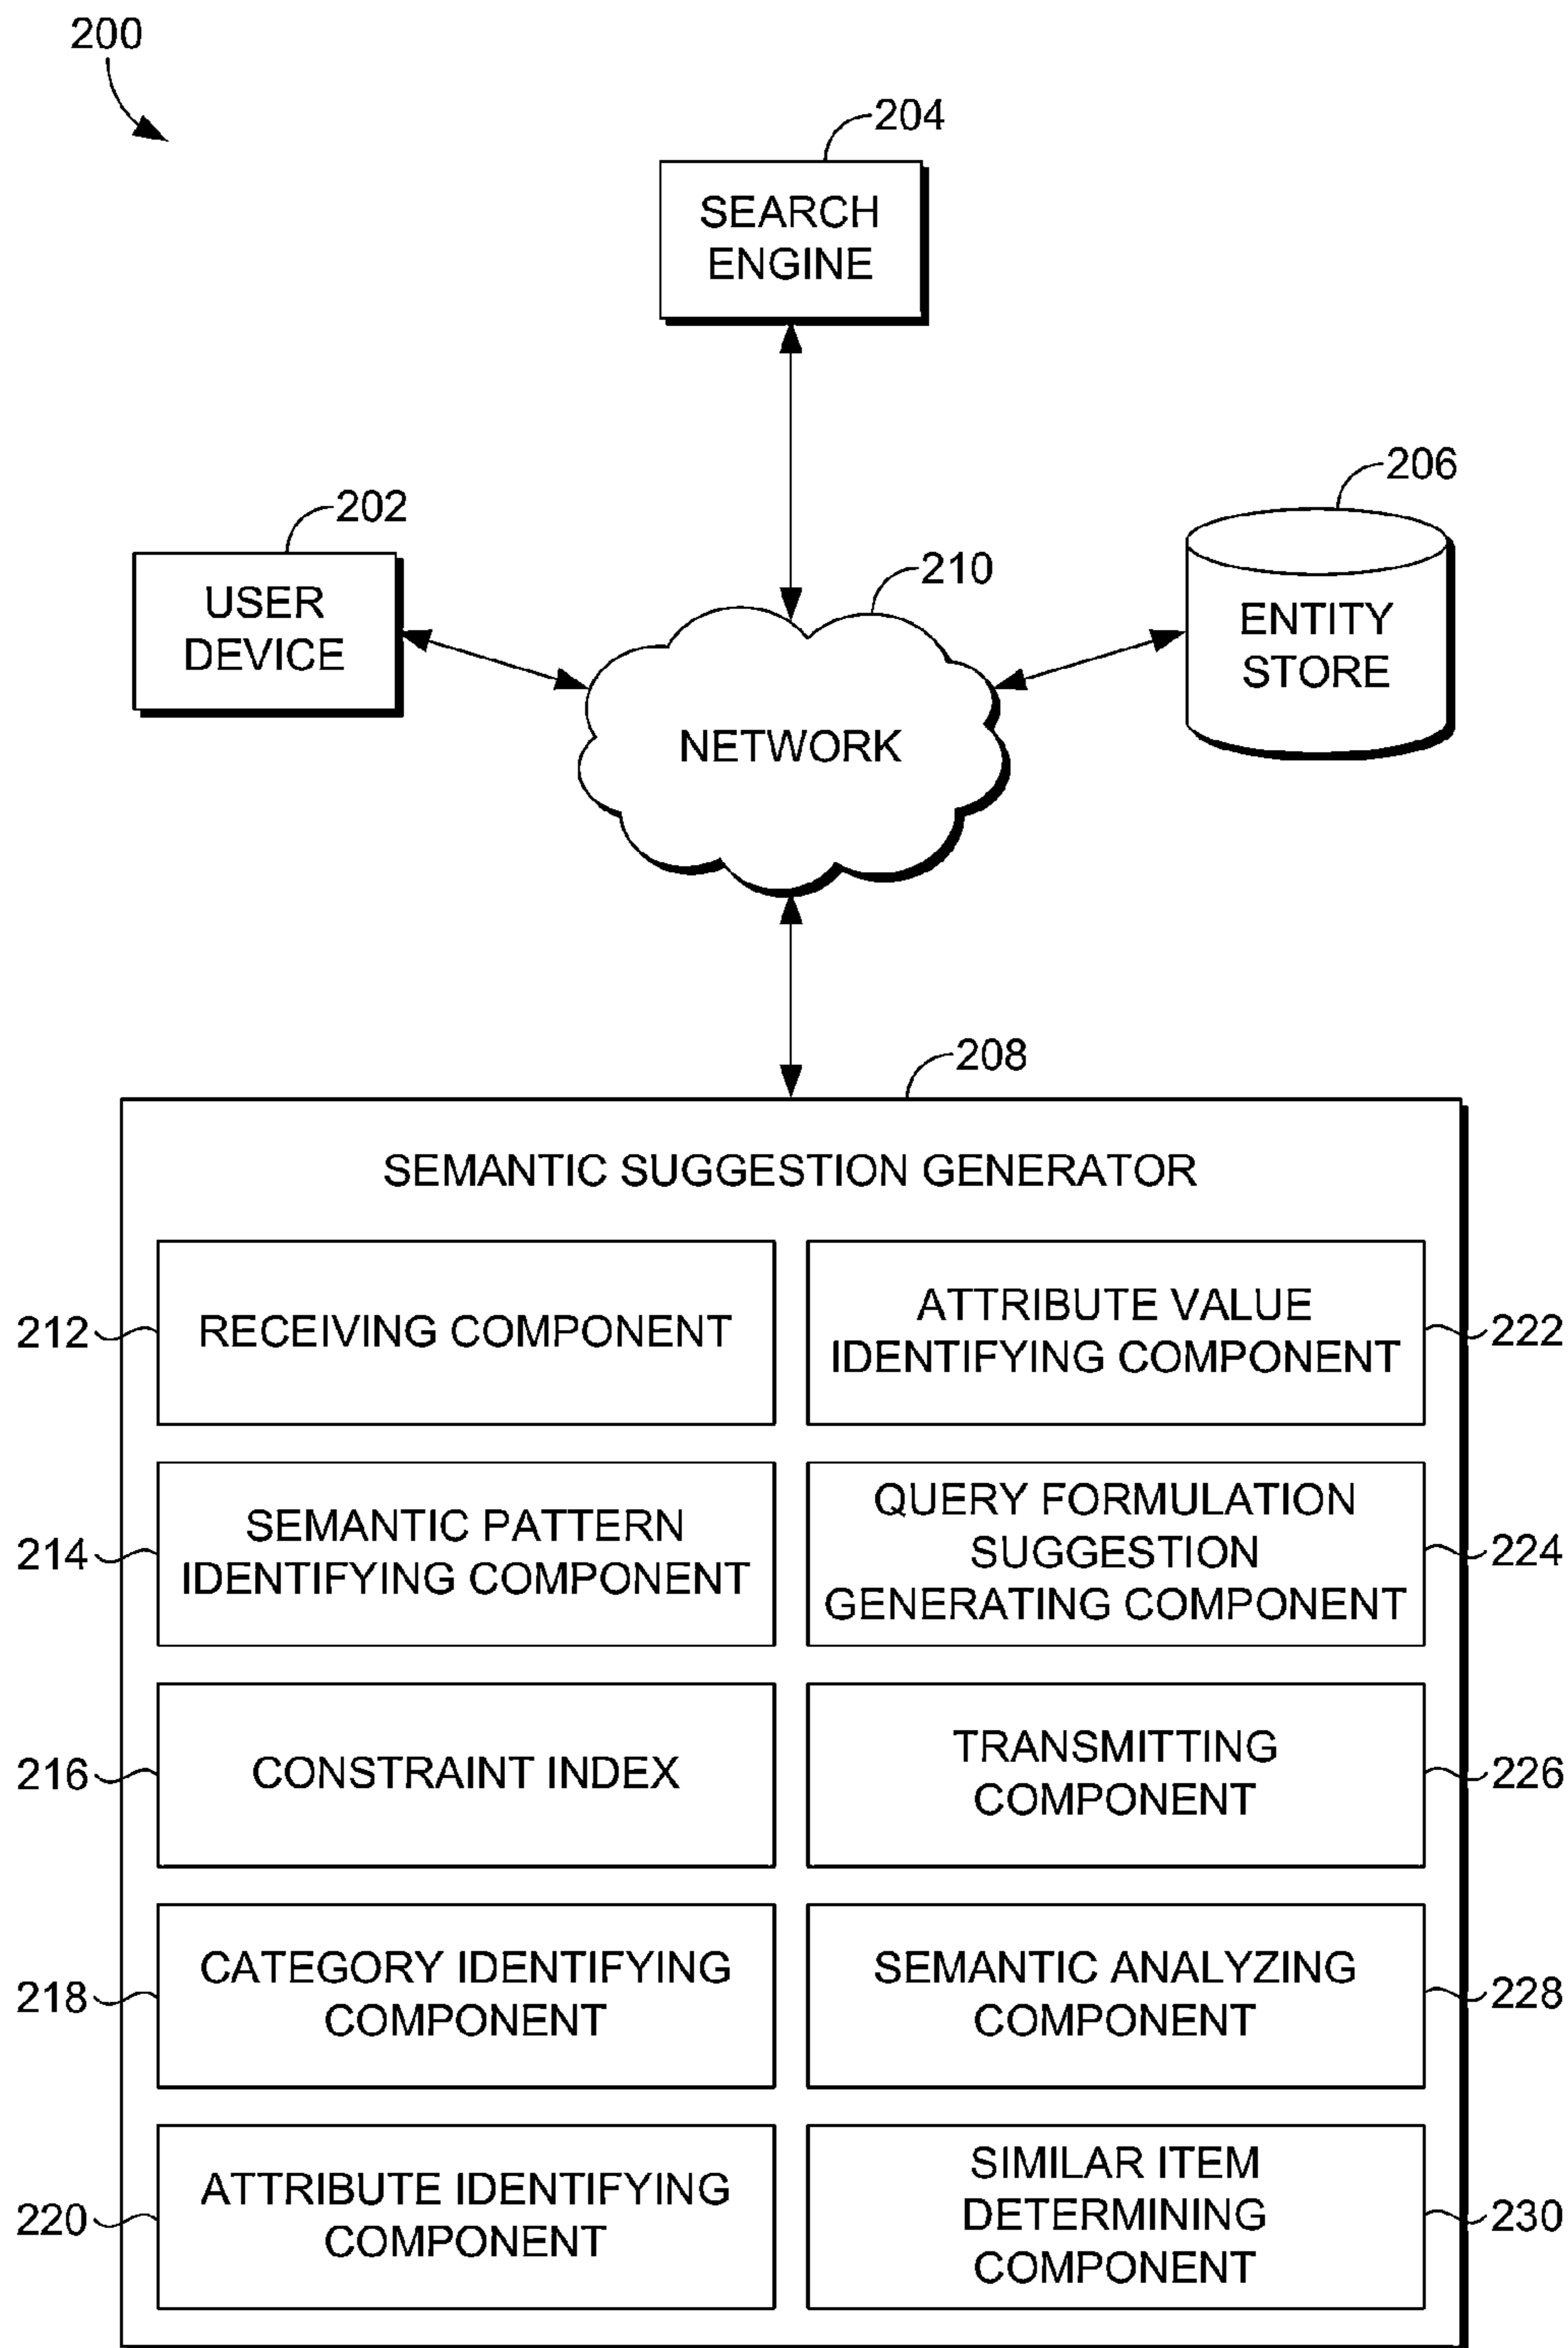 200
204
SEARCH
ENGINE
206
202
210
USER
DEVICE
ENTITY
STORE
NETWORK
208
SEMANTIC SUGGESTION GENERATOR
212
RECEIVING COMPONENT
ATTRIBUTE VALUE
IDENTIFYING COMPONENT
222
214
SEMANTIC PATTERN
IDENTIFYING COMPONENT
QUERY FORMULATION
SUGGESTION
GENERATING COMPONENT
224
216
CONSTRAINT INDEX
TRANSMITTING
COMPONENT
226
218
CATEGORY IDENTIFYING
COMPONENT
SEMANTIC ANALYZING
COMPONENT
228
220
ATTRIBUTE IDENTIFYING
COMPONENT
SIMILAR ITEM
DETERMINING
COMPONENT
230